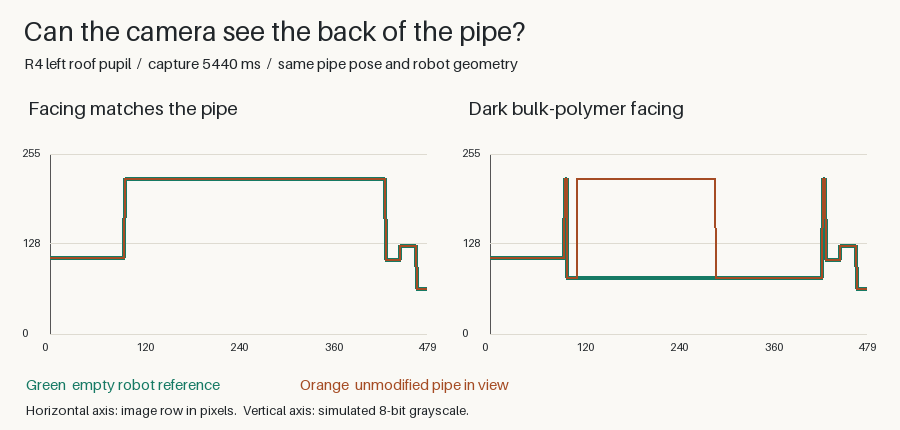 Can the camera see the back of the pipe?
R4 left roof pupil / capture 5440 ms / same pipe pose and robot geometry
Facing matches the pipe
Dark bulk-polymer facing
255
128
0
0 120 240 360 479
255
128
0
0 120 240 360 479
Green empty robot reference
Orange unmodified pipe in view
Horizontal axis: image row in pixels. Vertical axis: simulated 8-bit grayscale.